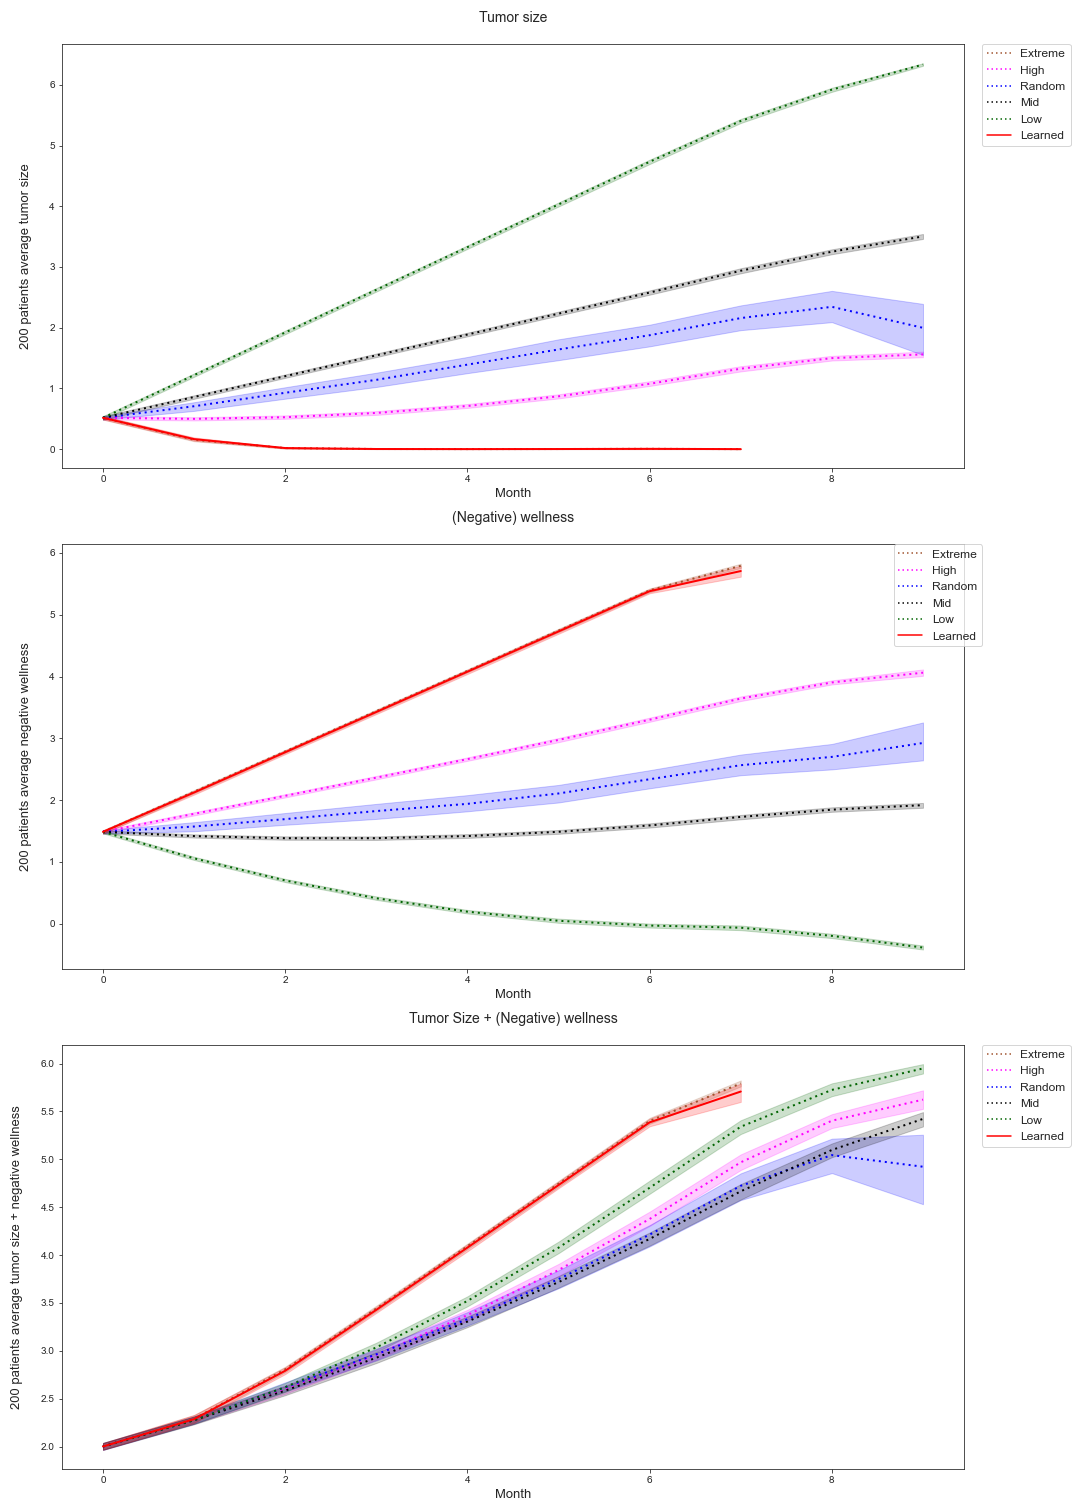 Tumor size
200 patients average tumor size
6
5
4
3
2
1
0
0 2 4 6 8
Month
Extreme
High
Random
Mid
Low
Learned
(Negative) wellness
200 patients average negative wellness
6
5
4
3
2
1
0
0 2 4 6 8
Month
Extreme
High
Random
Mid
Low
Learned
Tumor Size + (Negative) wellness
200 patients average tumor size + negative wellness
6.0
5.5
5.0
4.5
4.0
3.5
3.0
2.5
2.0
0 2 4 6 8
Month
Extreme
High
Random
Mid
Low
Learned